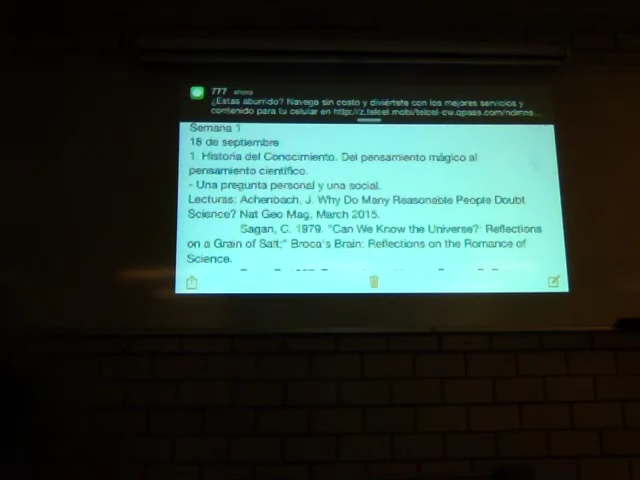 777 ahora
¿Estas aburrido? Navega sin costo y diviértete con los mejores servicios y
contenido para tu celular en http://z.telcel.mobi/telcel-cw.qpass.com/ndmns...
Semana 1
18 de septiembre
1. Historia del Conocimiento. Del pensamiento mágico al
pensamiento científico.
- Una pregunta personal y una social.
Lecturas: Achenbach, J. Why Do Many Reasonable People Doubt
Science? Nat Geo Mag, March 2015.
Sagan, C. 1979. "Can We Know the Universe?: Reflections
on a Grain of Salt;" Broca's Brain: Reflections on the Romance of
Science.